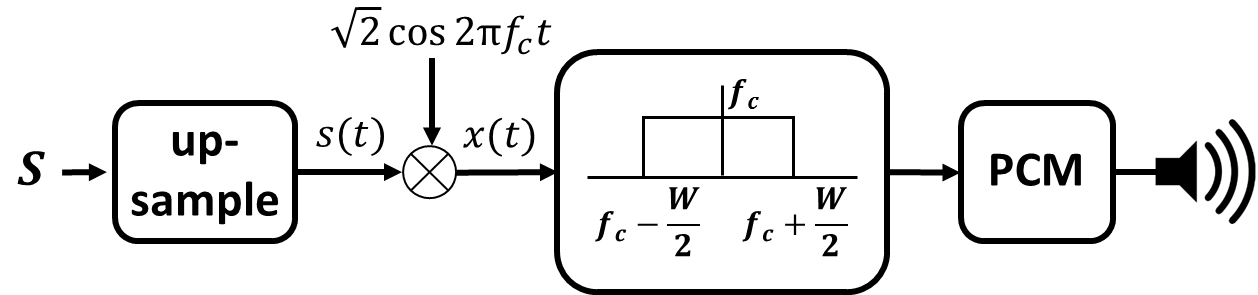 √2 cos 2πf_c t
S
up-
sample
s(t)
x(t)
f_c
f_c − W/2
f_c + W/2
PCM